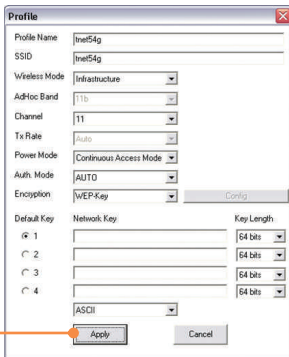 Profile
Profile Name tnet54g
SSID tnet54g
Wireless Mode Infrastructure
AdHoc Band 11b
Channel 11
Tx Rate Auto
Power Mode Continuous Access Mode
Auth. Mode AUTO
Encryption WEP-Key Config
Default Key Network Key Key Length
1 64 bits
2 64 bits
3 64 bits
4 64 bits
ASCII
Apply Cancel